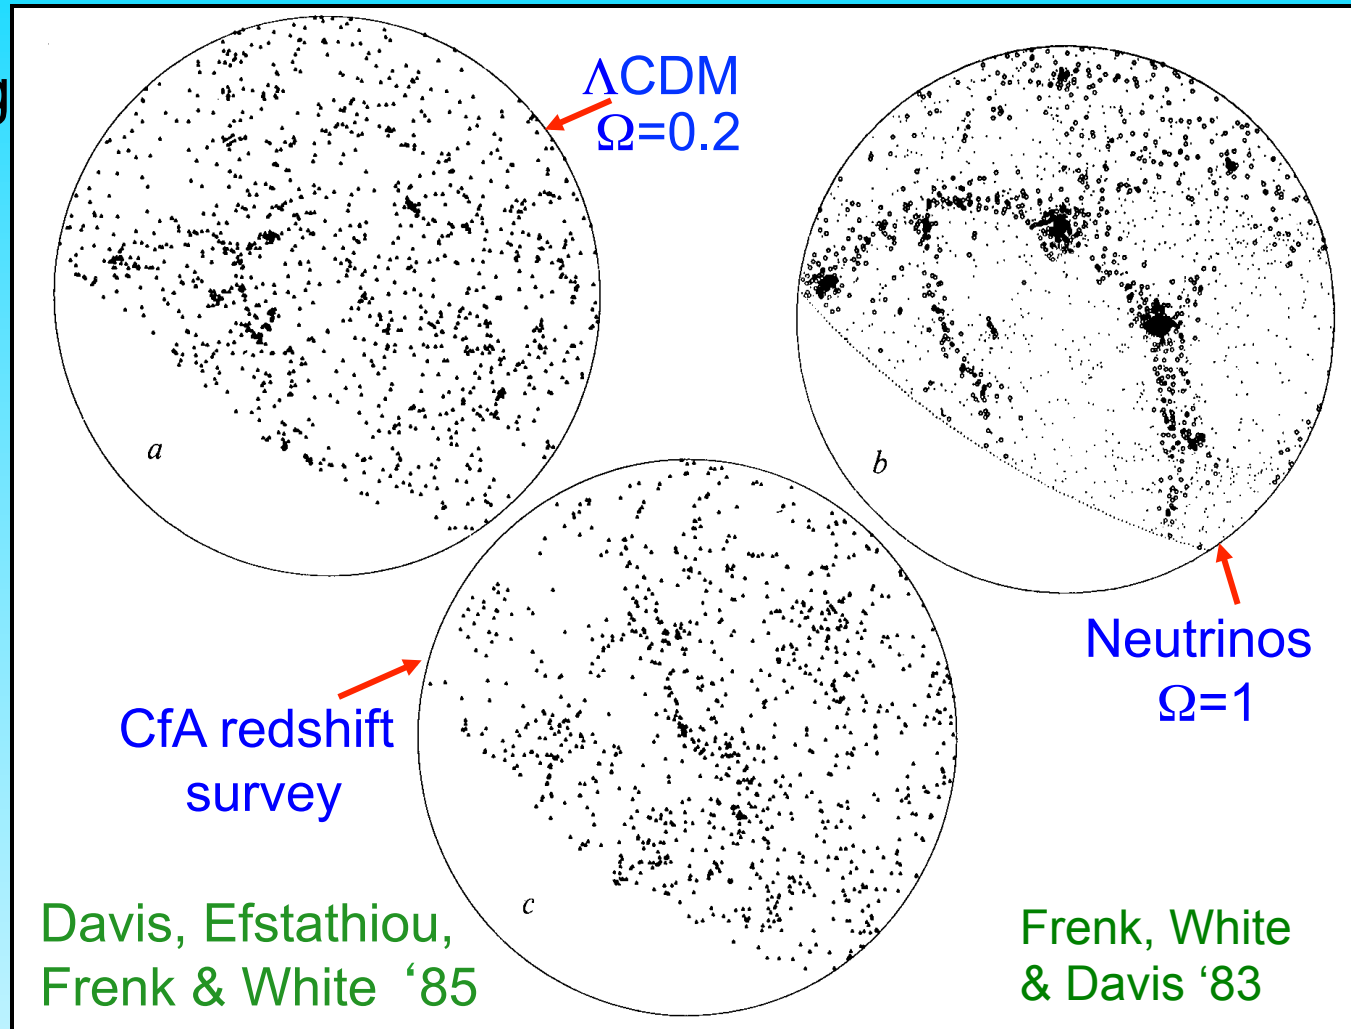 g
ΛCDM
Ω=0.2
a
b
Neutrinos
Ω=1
CfA redshift
survey
c
Davis, Efstathiou,
Frenk & White ‘85
Frenk, White
& Davis ‘83